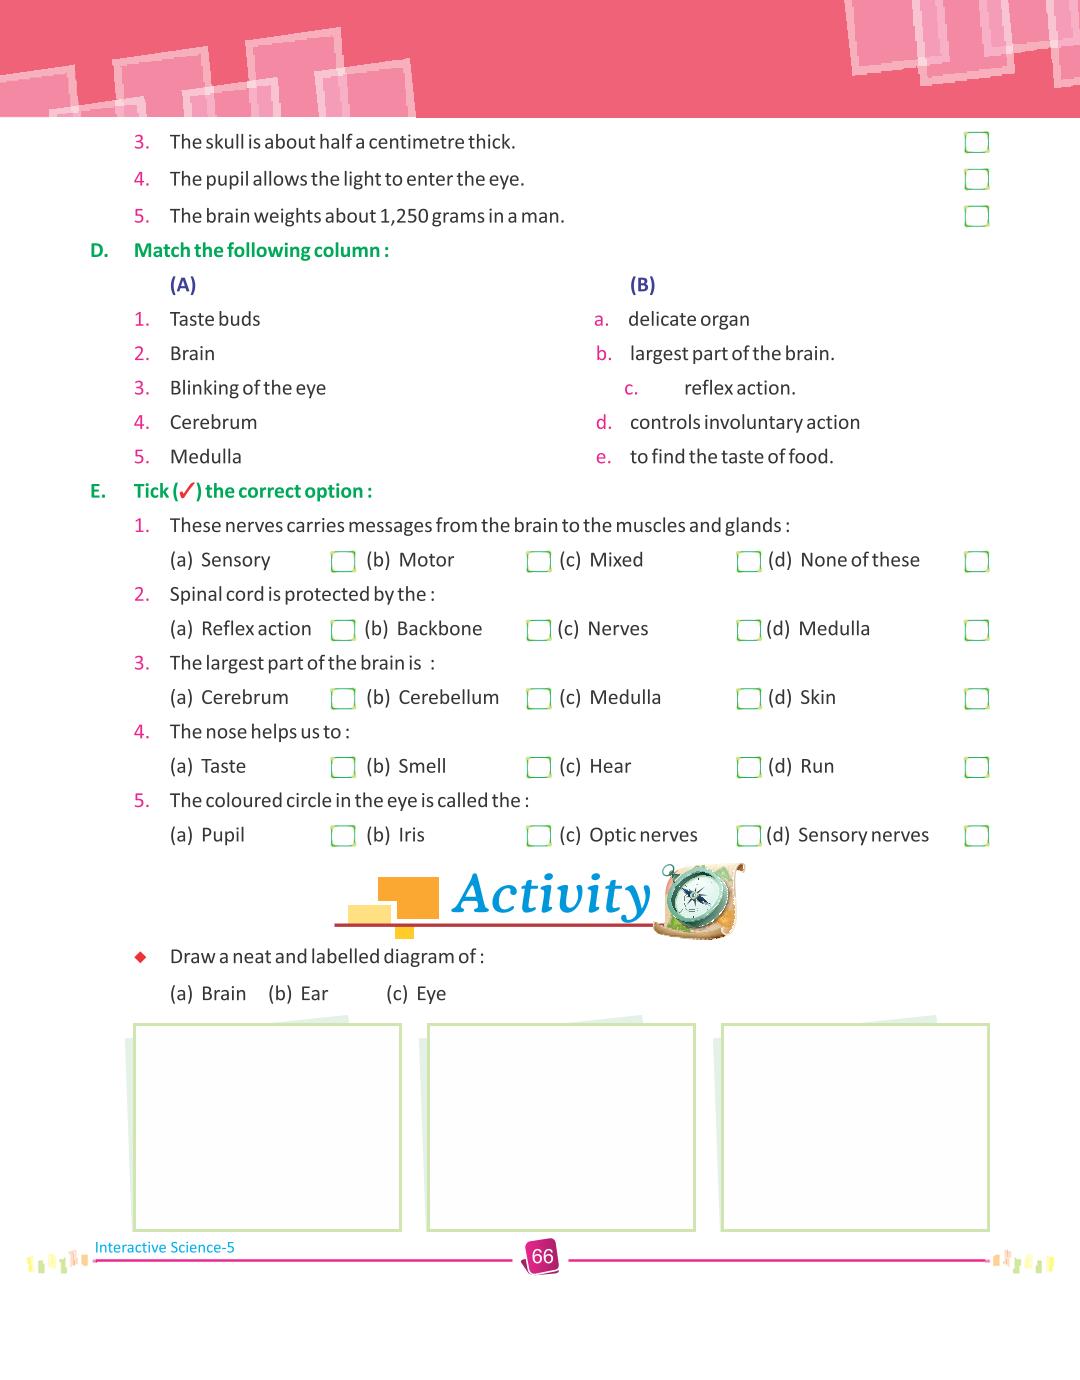 3. The skull is about half a centimetre thick.
4. The pupil allows the light to enter the eye.
5. The brain weights about 1,250 grams in a man.
D. Match the following column :
(A) (B)
1. Taste buds a. delicate organ
2. Brain b. largest part of the brain.
3. Blinking of the eye c. reflex action.
4. Cerebrum d. controls involuntary action
5. Medulla e. to find the taste of food.
E. Tick (✓) the correct option :
1. These nerves carries messages from the brain to the muscles and glands :
(a) Sensory (b) Motor (c) Mixed (d) None of these
2. Spinal cord is protected by the :
(a) Reflex action (b) Backbone (c) Nerves (d) Medulla
3. The largest part of the brain is :
(a) Cerebrum (b) Cerebellum (c) Medulla (d) Skin
4. The nose helps us to :
(a) Taste (b) Smell (c) Hear (d) Run
5. The coloured circle in the eye is called the :
(a) Pupil (b) Iris (c) Optic nerves (d) Sensory nerves
Activity
◆ Draw a neat and labelled diagram of :
(a) Brain (b) Ear (c) Eye
Interactive Science-5
66